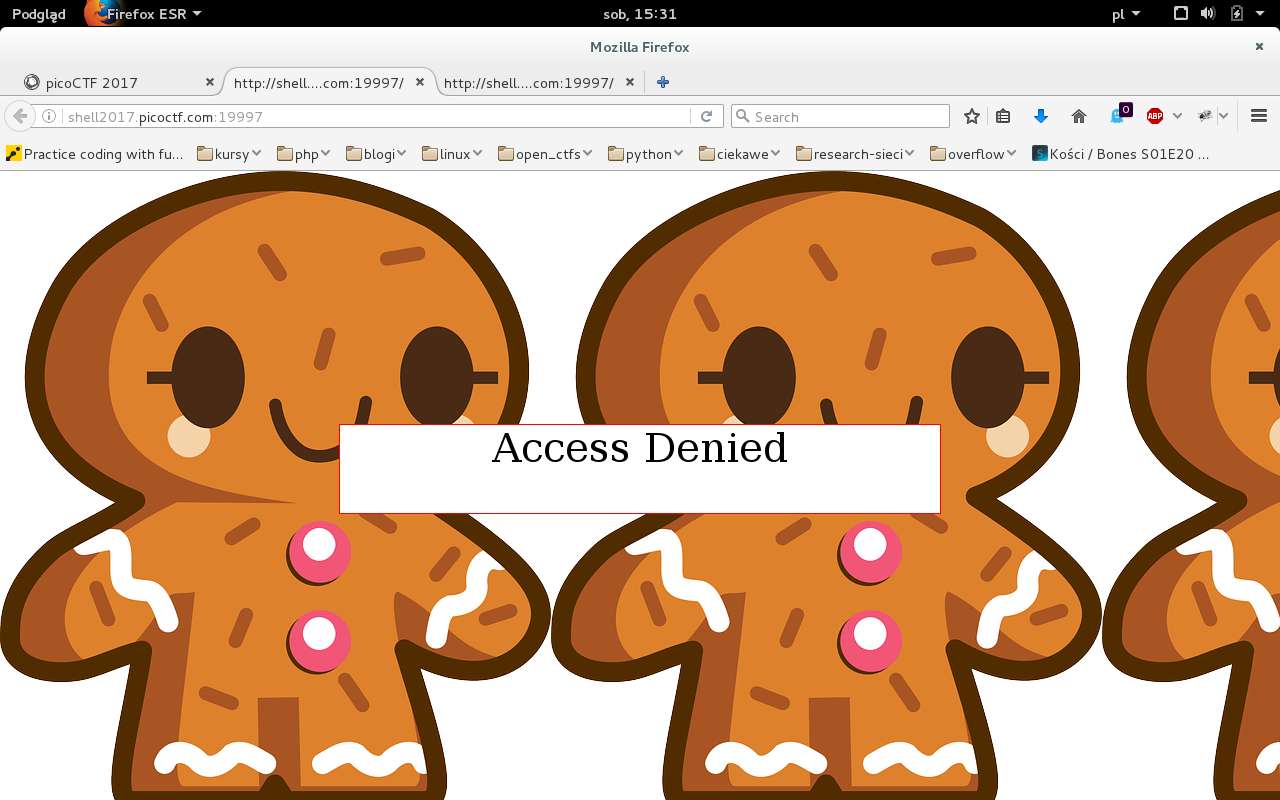 Podgląd Firefox ESR sob, 15:31 pl
Mozilla Firefox
picoCTF 2017 http://shell....com:19997/ http://shell....com:19997/
shell2017.picoctf.com:19997 Search 0 ABP
Practice coding with fu... kursy php blogi linux open_ctfs python ciekawe research-sieci overflow S Kości / Bones S01E20 ...
Access Denied